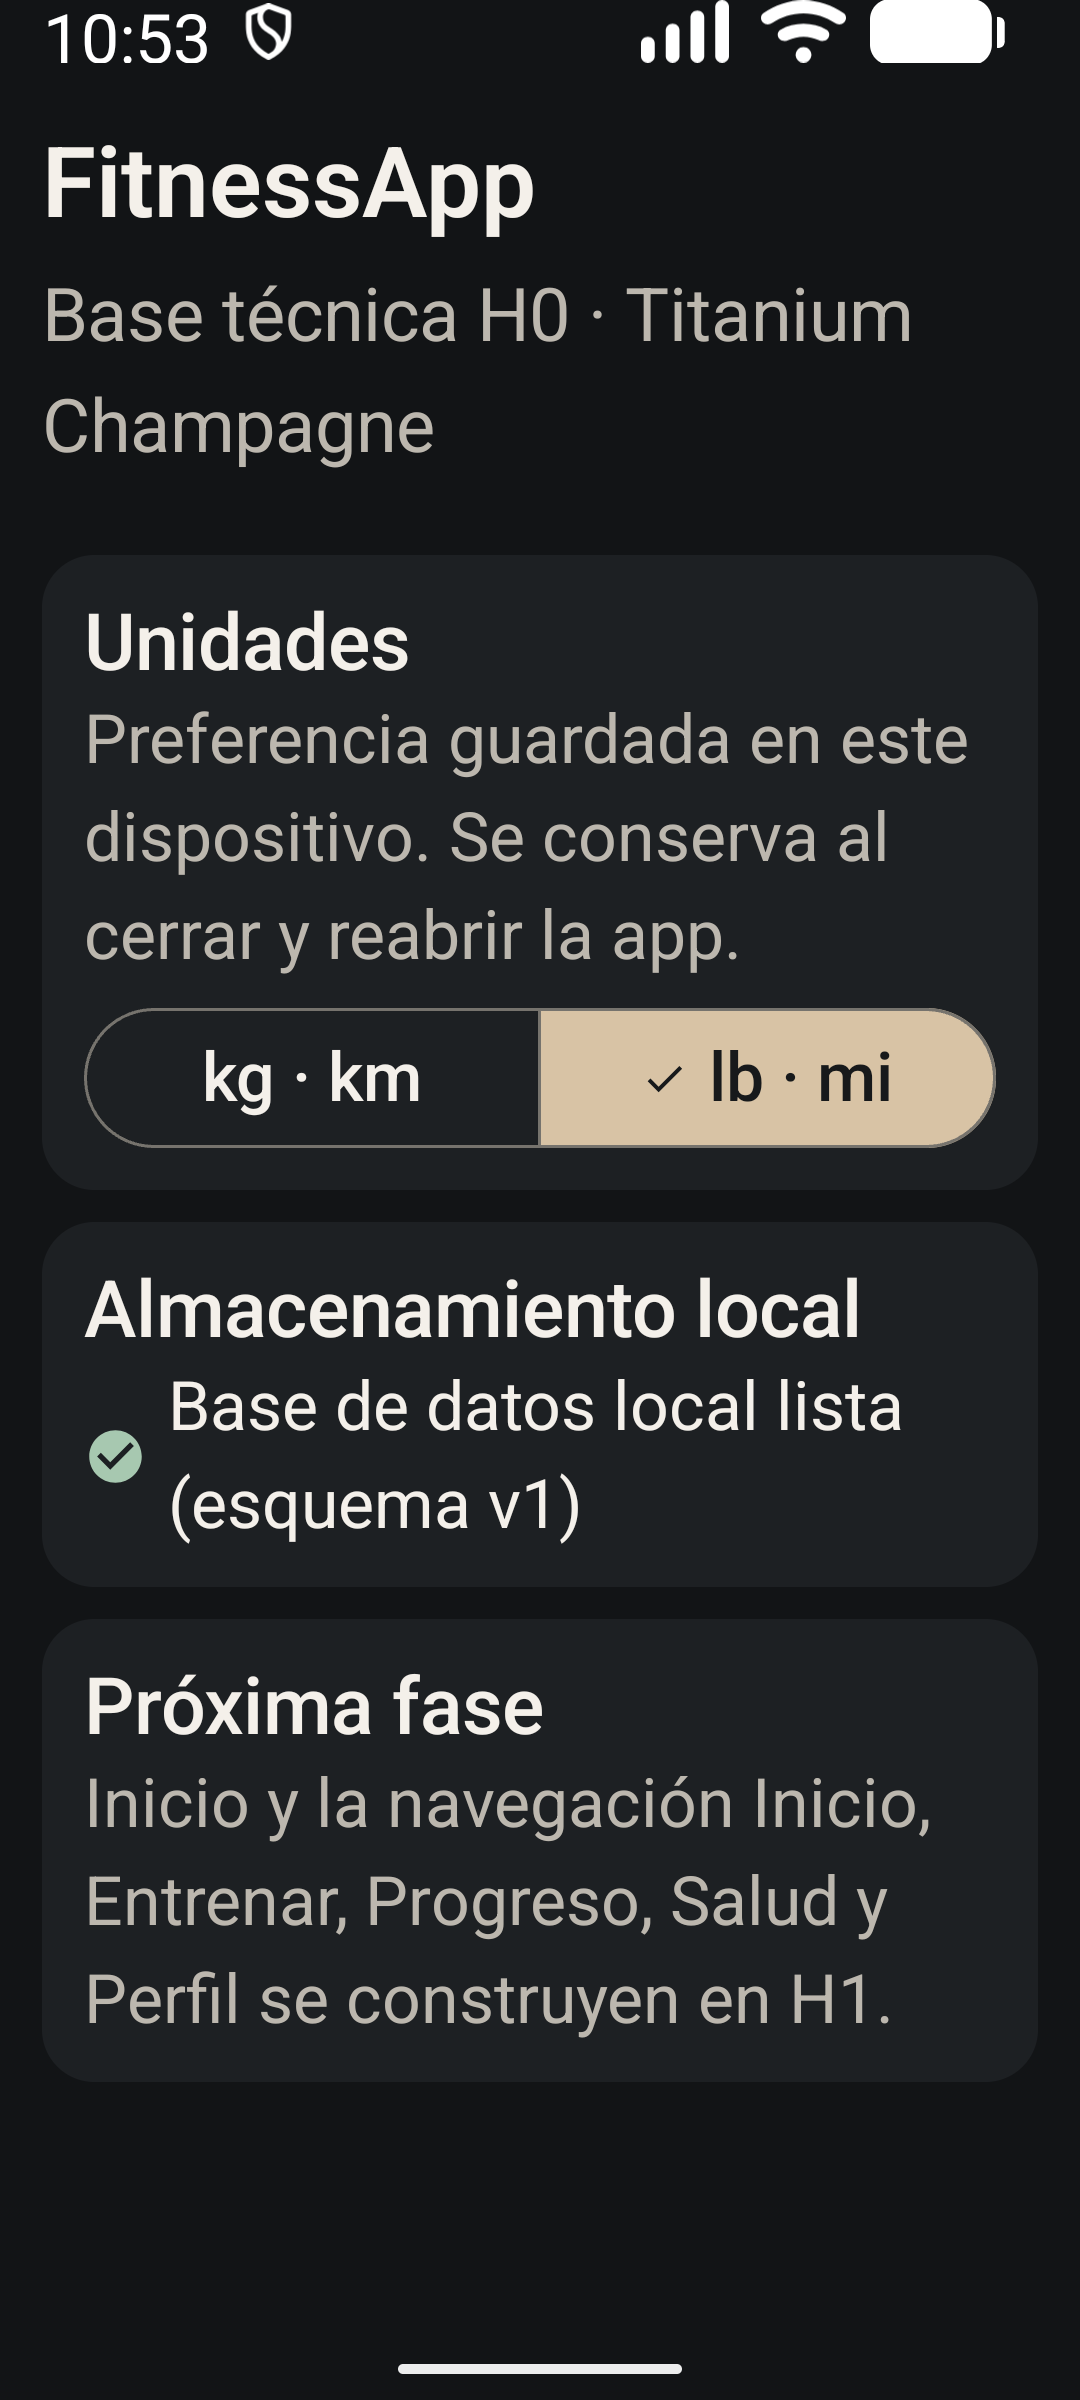 10:53
FitnessApp
Base técnica H0 · Titanium
Champagne
Unidades
Preferencia guardada en este
dispositivo. Se conserva al
cerrar y reabrir la app.
kg · km
lb · mi
Almacenamiento local
Base de datos local lista
(esquema v1)
Próxima fase
Inicio y la navegación Inicio,
Entrenar, Progreso, Salud y
Perfil se construyen en H1.